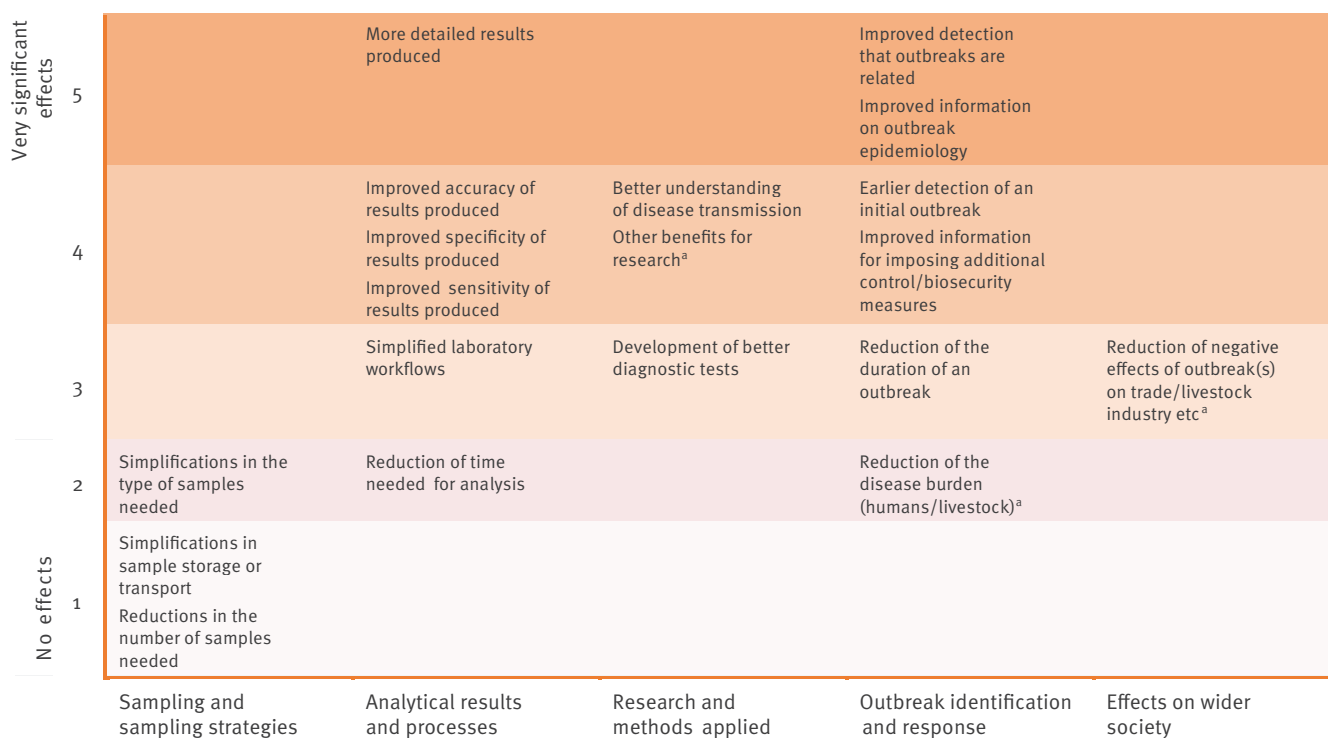 Very significant
effects
5
More detailed results
produced
Improved detection
that outbreaks are
related
Improved information
on outbreak
epidemiology
4
Improved accuracy of
results produced
Improved specificity of
results produced
Improved sensitivity of
results produced
Better understanding
of disease transmission
Other benefits for
researchª
Earlier detection of an
initial outbreak
Improved information
for imposing additional
control/biosecurity
measures
3
Simplified laboratory
workflows
Development of better
diagnostic tests
Reduction of the
duration of an
outbreak
Reduction of negative
effects of outbreak(s)
on trade/livestock
industry etcª
2
Simplifications in the
type of samples
needed
Reduction of time
needed for analysis
Reduction of the
disease burden
(humans/livestock)ª
No effects
1
Simplifications in
sample storage or
transport
Reductions in the
number of samples
needed
Sampling and
sampling strategies
Analytical results
and processes
Research and
methods applied
Outbreak identification
and response
Effects on wider
society